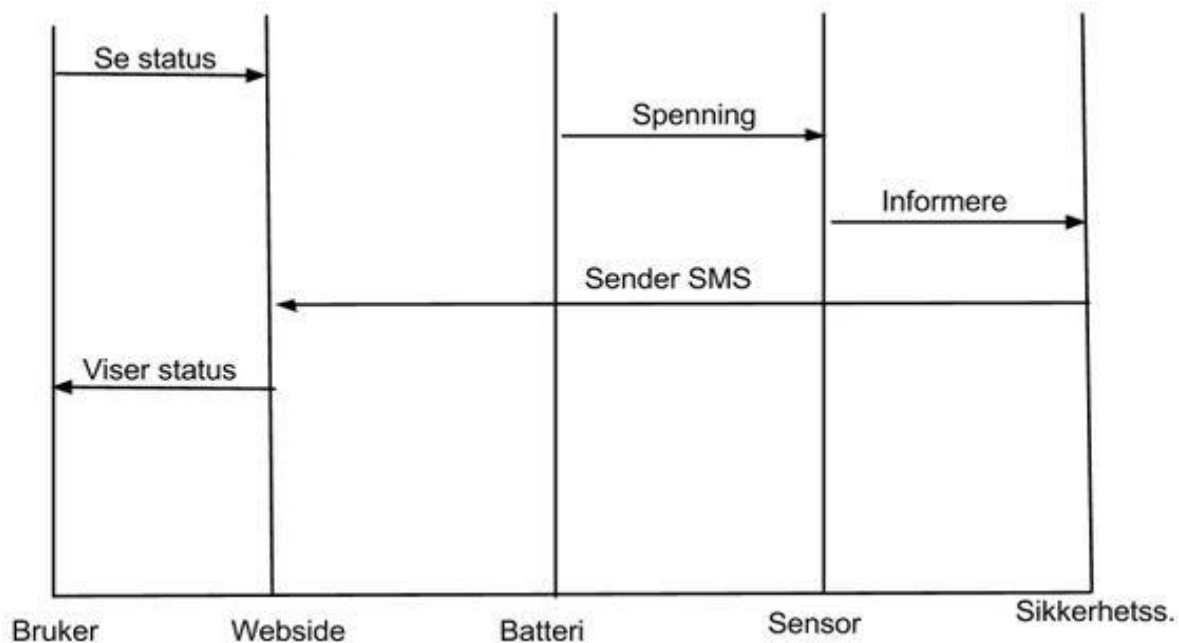 Se status
Spenning
Informere
Sender SMS
Viser status
Bruker
Webside
Batteri
Sensor
Sikkerhetss.